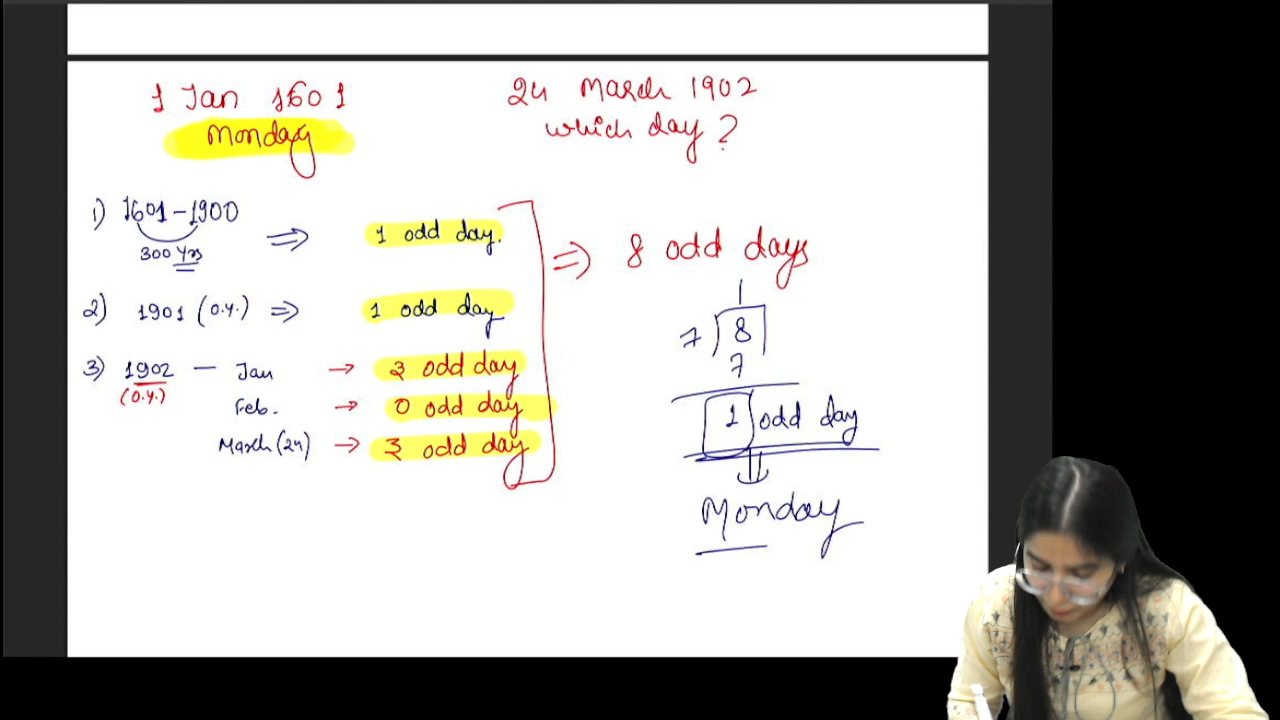 1 Jan 1601
Monday
24 March 1902
which day?
1) 1601-1900
300 Yrs
⇒ 1 odd day.
2) 1901 (O.Y.) ⇒ 1 odd day
3) 1902 — Jan → 3 odd day
(O.Y.)
Feb. → 0 odd day
March (24) → 3 odd day
⇒ 8 odd days
1
7) 8
7
1 odd day
Monday